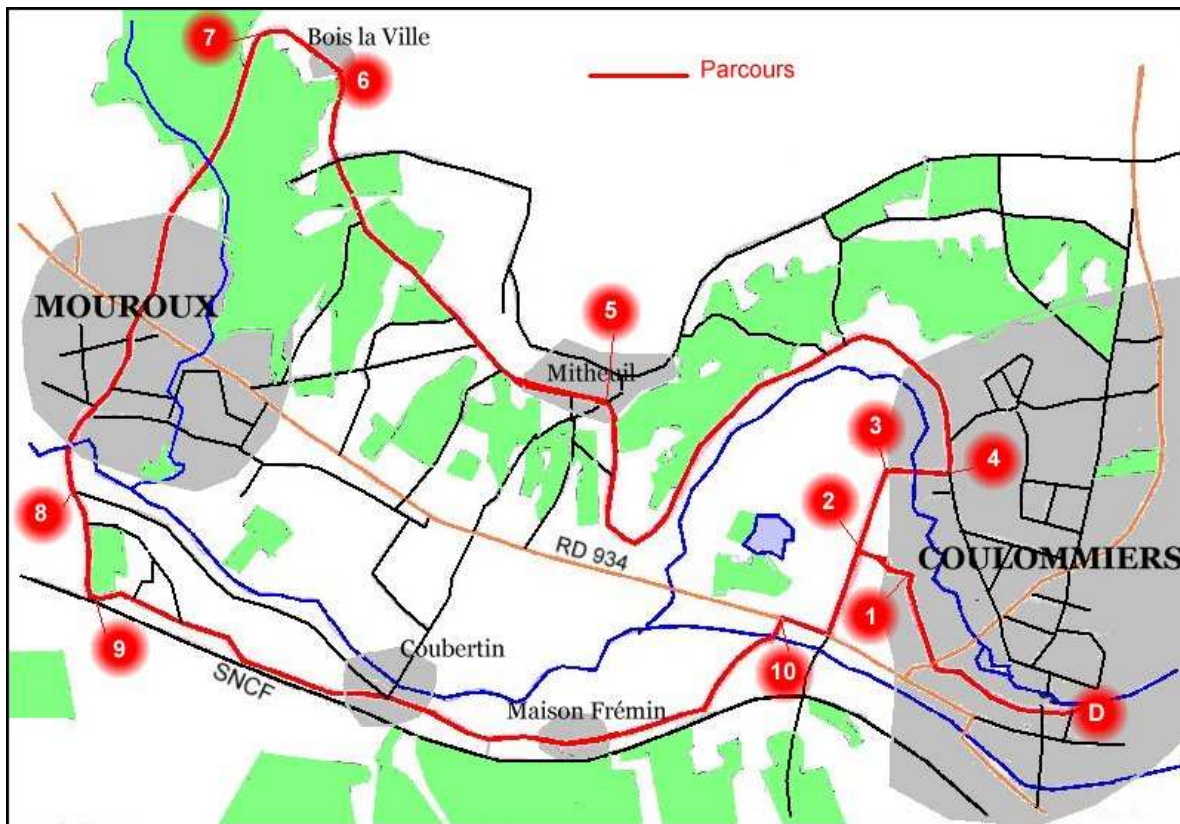 7
Bois la Ville
6
Parcours
MOUROUX
5
Mitheuil
3
4
8
2
RD 934
COULOMMIERS
1
9
SNCF
Coubertin
10
Maison Frémin
D